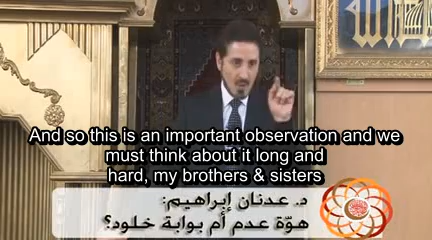 And so this is an important observation and we
must think about it long and
hard, my brothers & sisters
د. عدنان إبراهيم:
هوّة عدم أم بوابة خلود؟